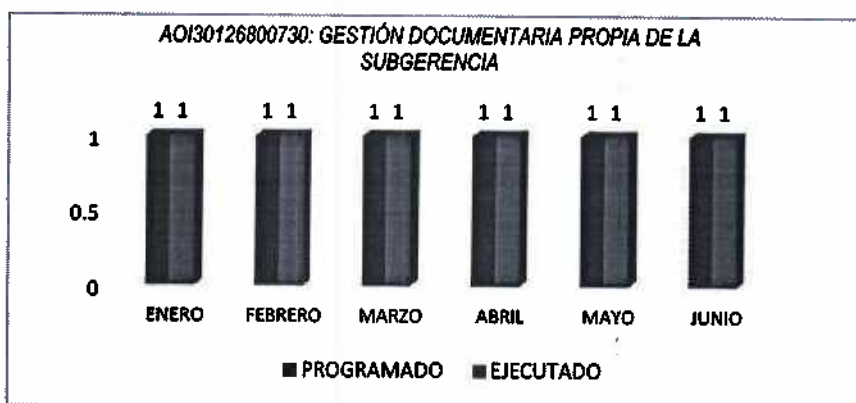 AOI30126800730: GESTIÓN DOCUMENTARIA PROPIA DE LA
SUBGERENCIA
1 1 1 1 1 1 1 1 1 1 1 1
1
0.5
0
ENERO FEBRERO MARZO ABRIL MAYO JUNIO
PROGRAMADO EJECUTADO